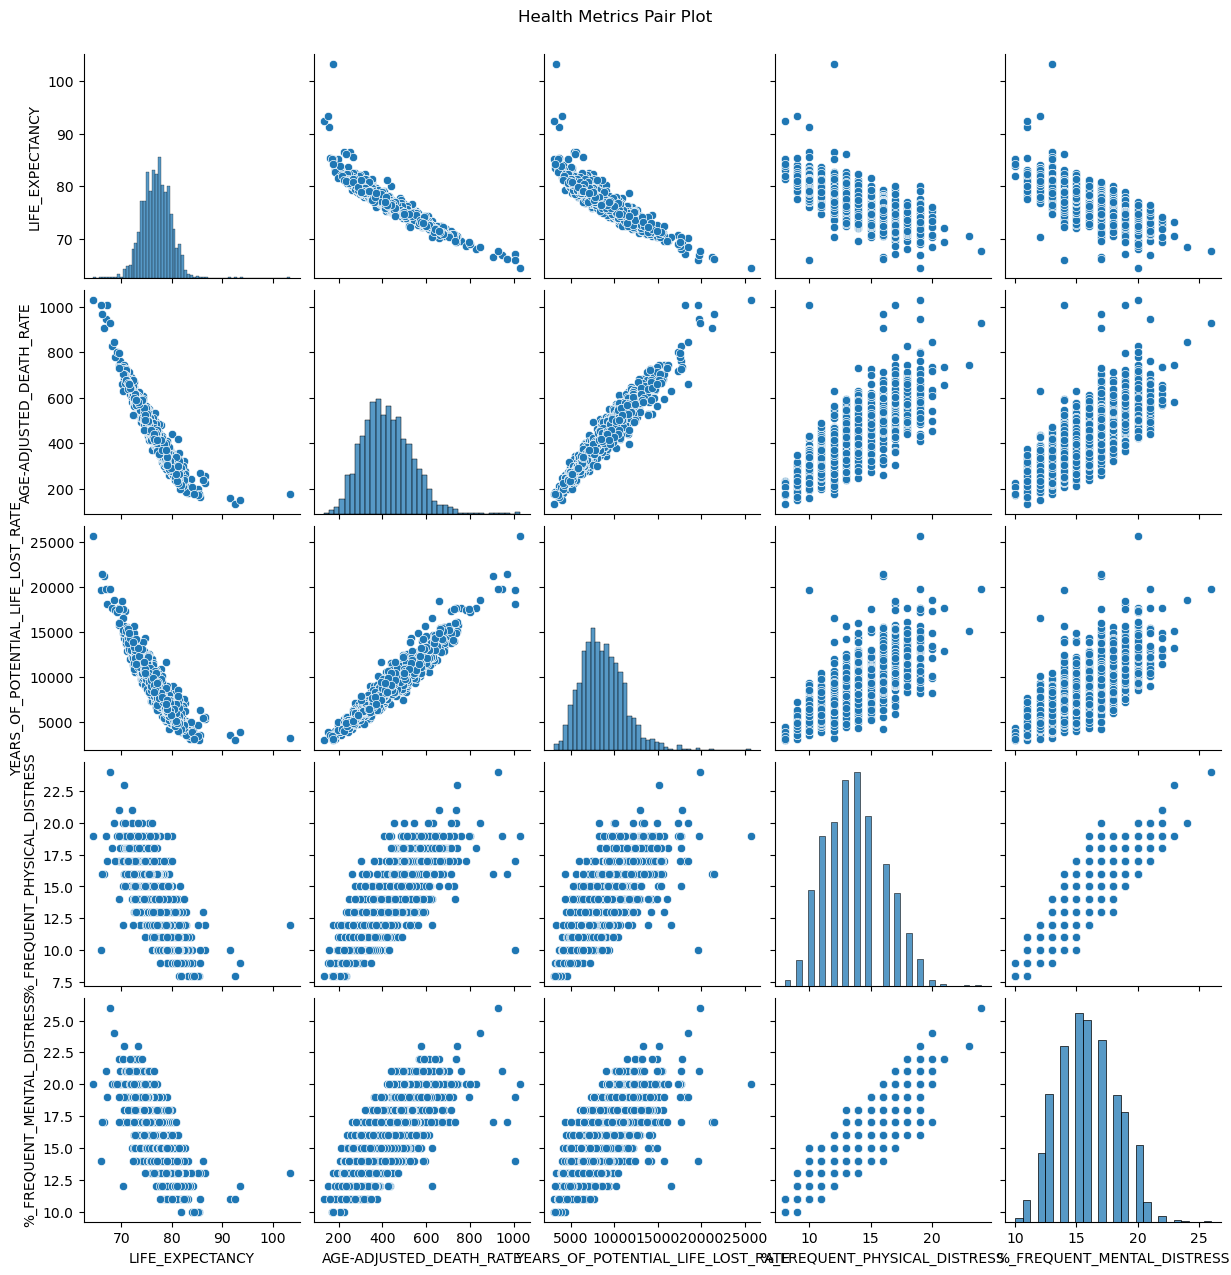 Health Metrics Pair Plot
LIFE_EXPECTANCY
100
90
80
70
AGE-ADJUSTED_DEATH_RATE
1000
800
600
400
200
YEARS_OF_POTENTIAL_LIFE_LOST_RATE
25000
20000
15000
10000
5000
%_FREQUENT_PHYSICAL_DISTRESS
22.5
20.0
17.5
15.0
12.5
10.0
7.5
%_FREQUENT_MENTAL_DISTRESS
25.0
22.5
20.0
17.5
15.0
12.5
10.0
70 80 90 100
200 400 600 800 1000
5000 10000 15000 20000 25000
10 15 20
10 15 20 25
LIFE_EXPECTANCY
AGE-ADJUSTED_DEATH_RATE
YEARS_OF_POTENTIAL_LIFE_LOST_RATE
%_FREQUENT_PHYSICAL_DISTRESS
%_FREQUENT_MENTAL_DISTRESS